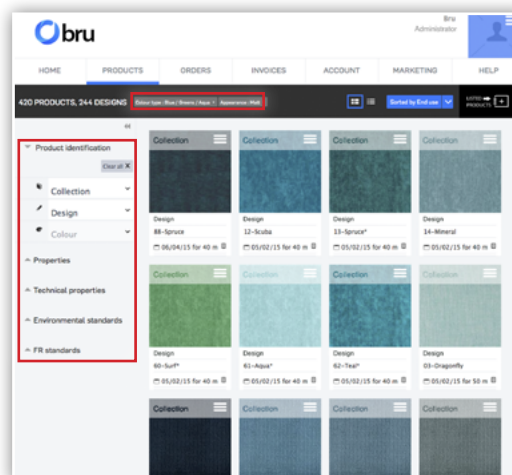 bru
Bru
Administrator
HOME PRODUCTS ORDERS INVOICES ACCOUNT MARKETING HELP
420 PRODUCTS, 244 DESIGNS Colour type : Blue / Greens / Aqua × Appearance : Matt Sorted by End use LISTED PRODUCTS
Product identification
Clear all X
Collection
Design
Colour
Properties
Technical properties
Environmental standards
FR standards
Collection Collection Collection Collection
Design Design Design Design
88-Spruce 12-Scuba 13-Spruce* 14-Mineral
06/04/15 for 40 m 05/02/15 for 40 m 05/02/15 for 40 m 05/02/15 for 40 m
Collection Collection Collection Collection
Design Design Design Design
60-Surf* 61-Aqua* 62-Teal* 03-Dragonfly
05/02/15 for 40 m 05/02/15 for 40 m 05/02/15 for 40 m 05/02/15 for 50 m
Collection Collection Collection Collection